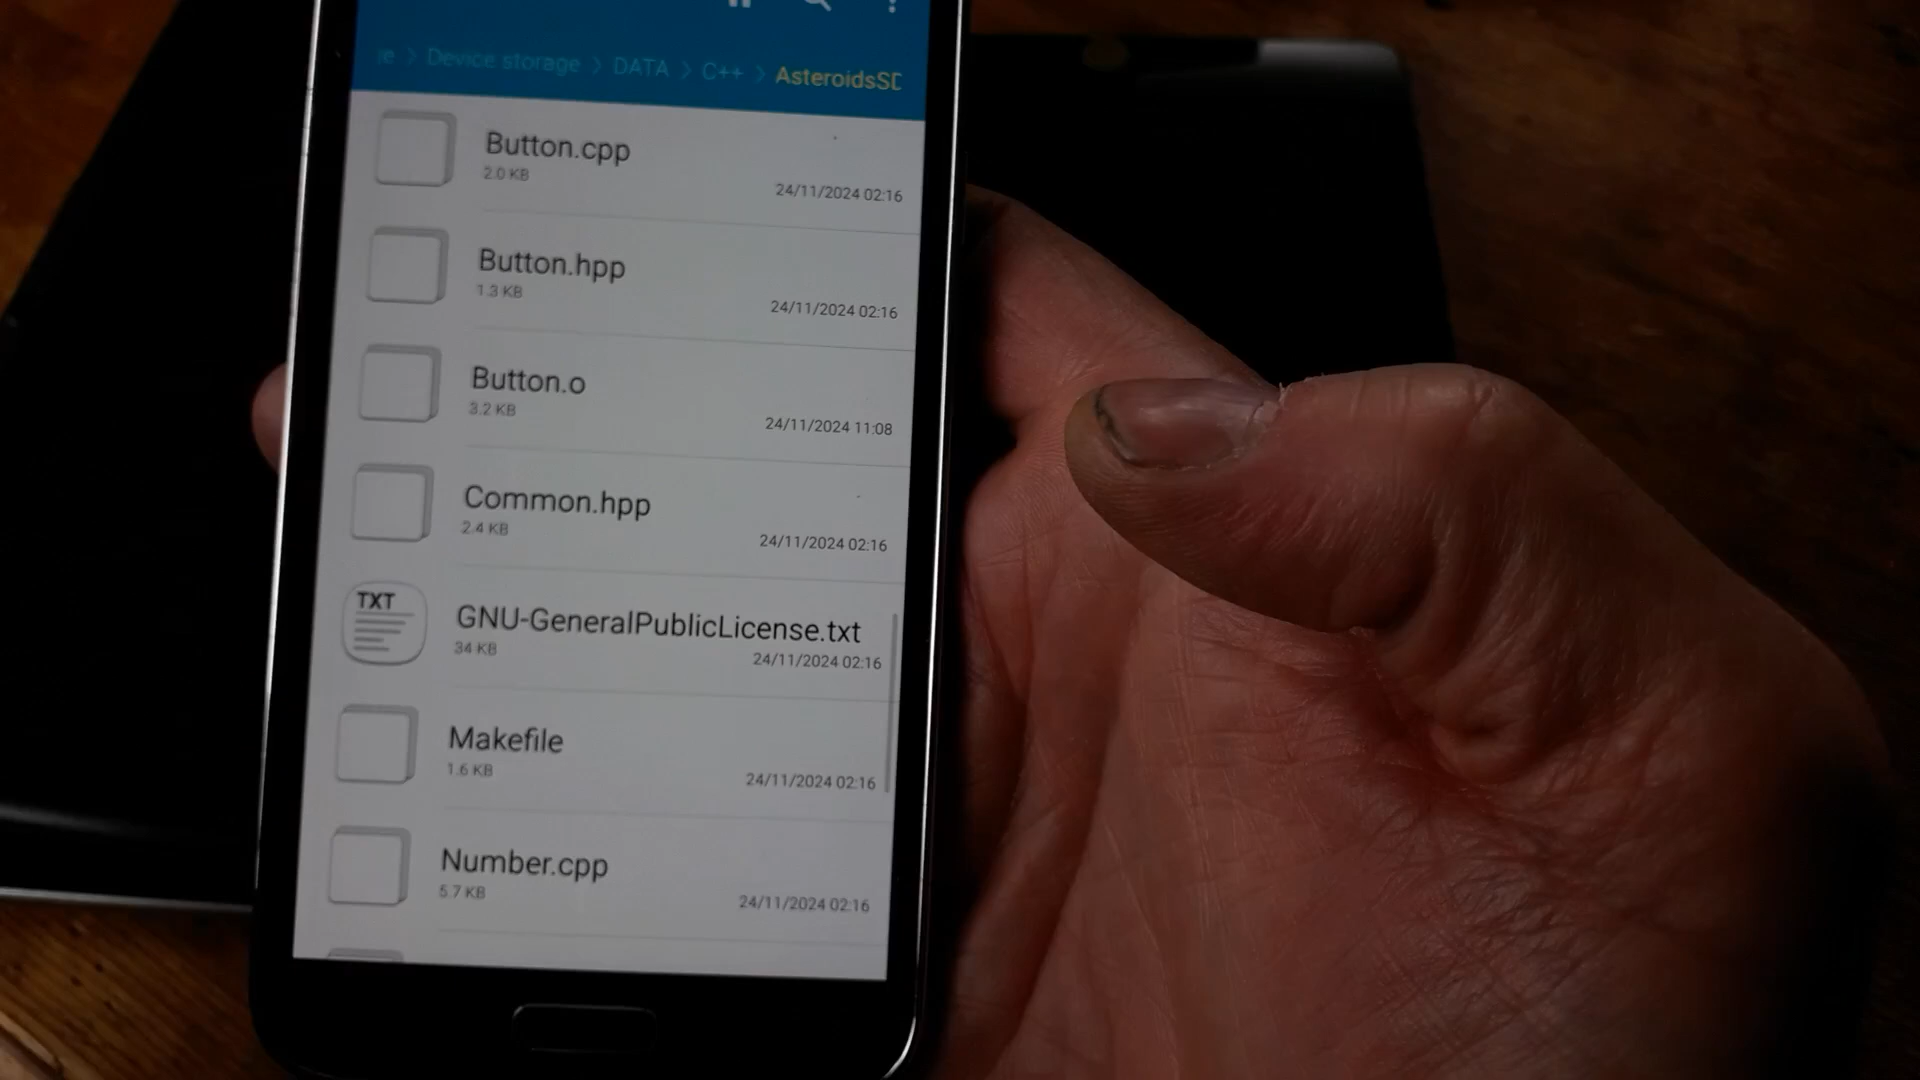 re > Device storage > DATA > C++ > AsteroidsSD
Button.cpp
2.0 KB
24/11/2024 02:16
Button.hpp
1.3 KB
24/11/2024 02:16
Button.o
3.2 KB
24/11/2024 11:08
Common.hpp
2.4 KB
24/11/2024 02:16
TXT
GNU-GeneralPublicLicense.txt
34 KB
24/11/2024 02:16
Makefile
1.6 KB
24/11/2024 02:16
Number.cpp
5.7 KB
24/11/2024 02:16